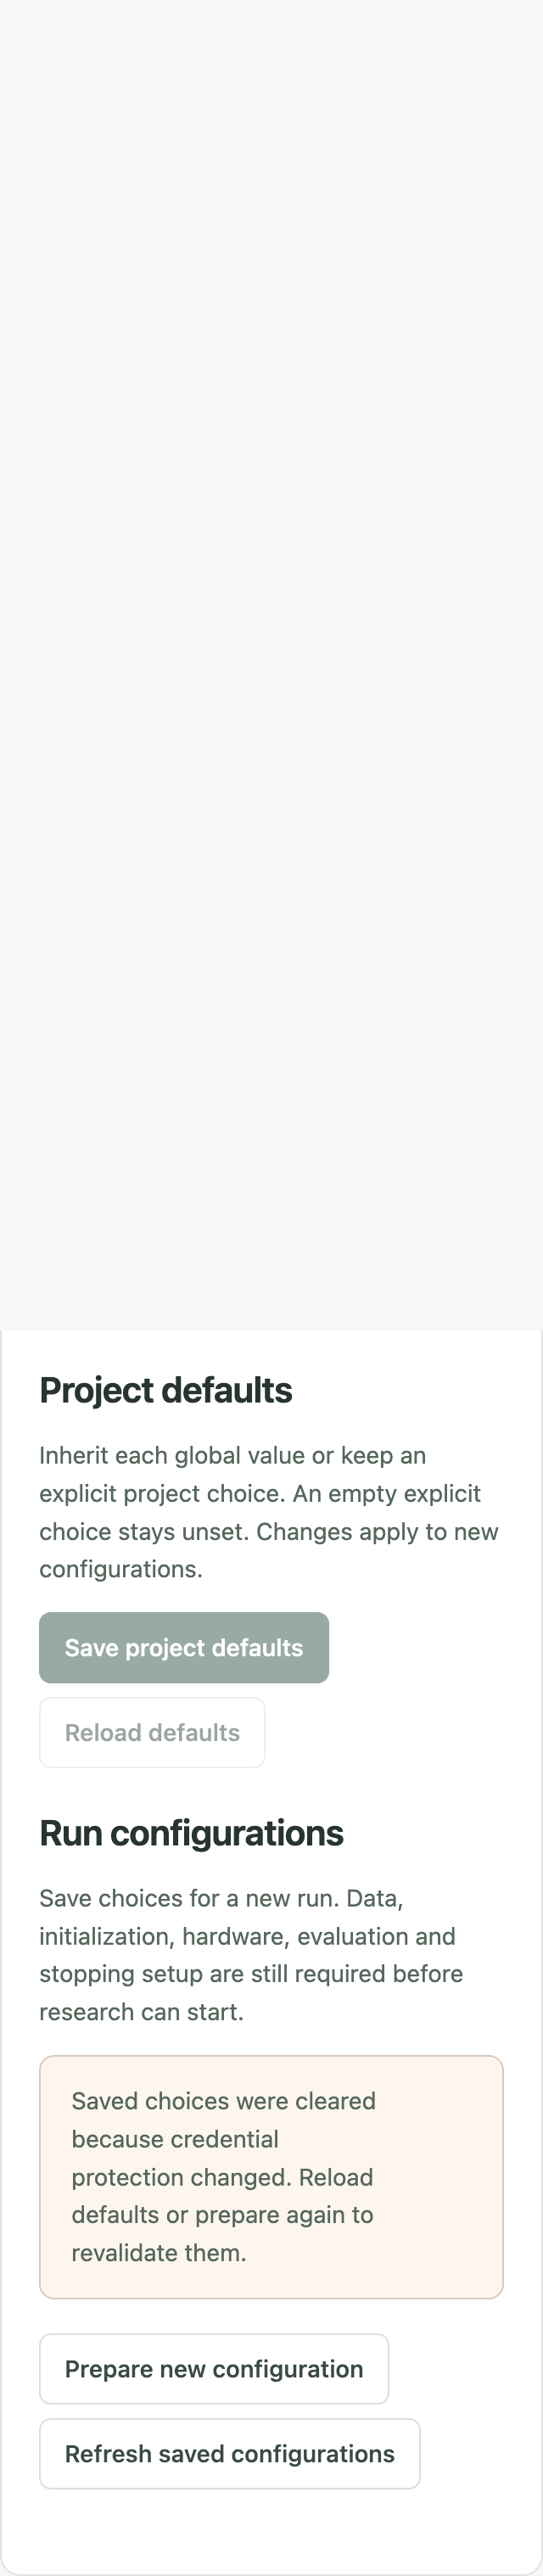 Project defaults
Inherit each global value or keep an
explicit project choice. An empty explicit
choice stays unset. Changes apply to new
configurations.
Save project defaults
Reload defaults
Run configurations
Save choices for a new run. Data,
initialization, hardware, evaluation and
stopping setup are still required before
research can start.
Saved choices were cleared
because credential
protection changed. Reload
defaults or prepare again to
revalidate them.
Prepare new configuration
Refresh saved configurations